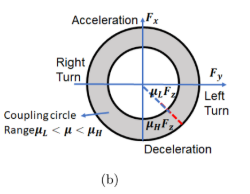 Acceleration F_x
Right
Turn
F_y
μ_L F_z
Left
Turn
Coupling circle
Range μ_L < μ < μ_H
μ_H F_z
Deceleration
(b)